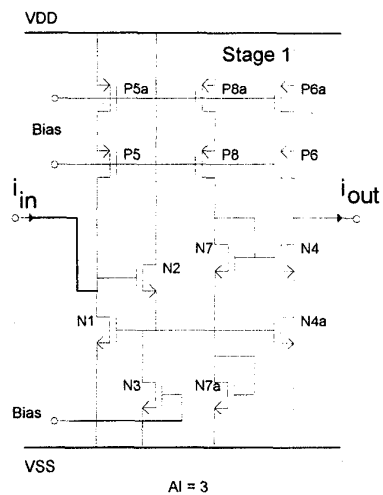 VDD
Stage 1
P5a P8a P6a
Bias
P5 P8 P6
i_in i_out
N7 N4
N2
N1 N4a
N3 N7a
Bias
VSS
AI = 3